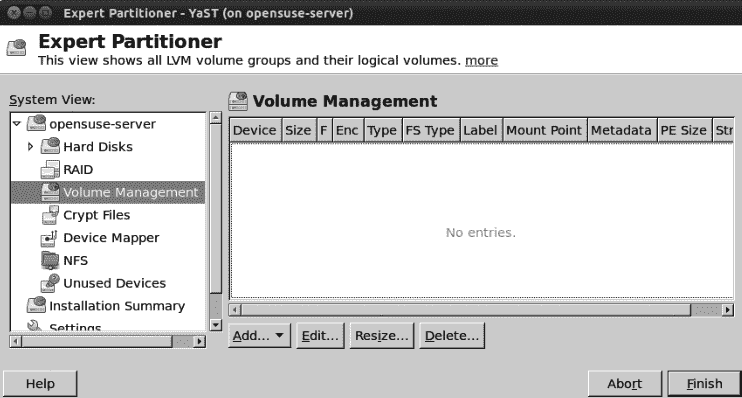 Expert Partitioner - YaST (on opensuse-server)
Expert Partitioner
This view shows all LVM volume groups and their logical volumes. more
System View:
opensuse-server
Hard Disks
RAID
Volume Management
Crypt Files
Device Mapper
NFS
Unused Devices
Installation Summary
Settings
Volume Management
Device Size F Enc Type FS Type Label Mount Point Metadata PE Size Str
No entries.
Add... Edit... Resize... Delete...
Help Abort Finish